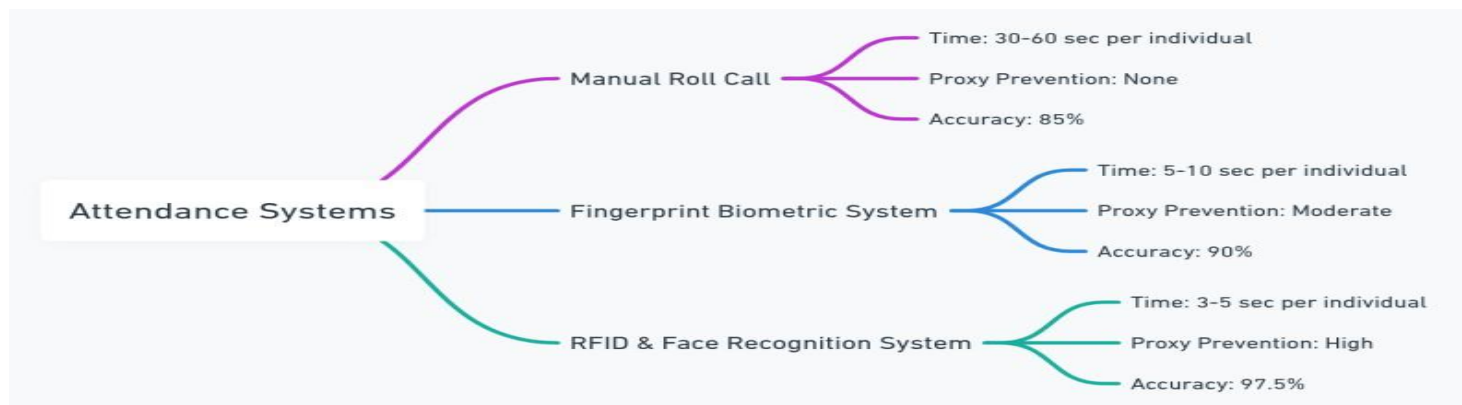 Attendance Systems
Manual Roll Call
Time: 30-60 sec per individual
Proxy Prevention: None
Accuracy: 85%
Fingerprint Biometric System
Time: 5-10 sec per individual
Proxy Prevention: Moderate
Accuracy: 90%
RFID & Face Recognition System
Time: 3-5 sec per individual
Proxy Prevention: High
Accuracy: 97.5%